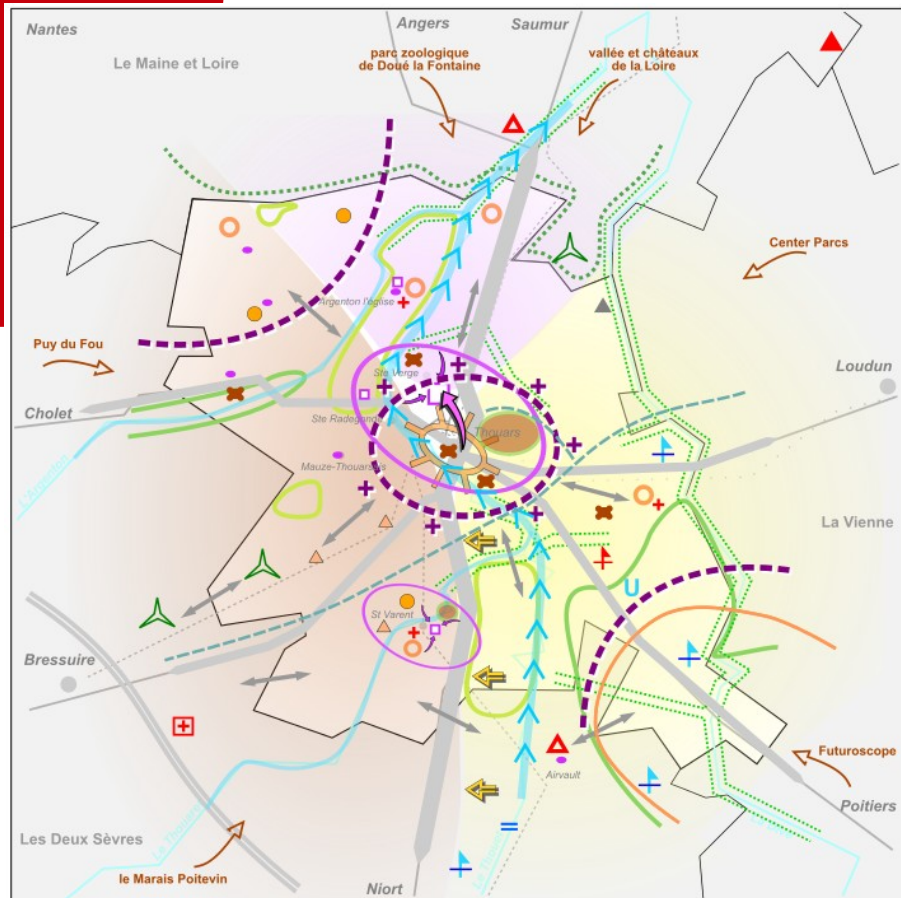 Nantes
Angers
Saumur
Le Maine et Loire
parc zoologique
de Doué la Fontaine
vallée et châteaux
de la Loire
Center Parcs
Argenton l'église
Puy du Fou
Loudun
Ste Verge
Cholet
Ste Radegonde
Thouars
Mauze-Thouarsais
L'Argenton
La Vienne
U
St Varent
Bressuire
Airvault
Futuroscope
Poitiers
Les Deux Sèvres
Le Thouaret
Le Thouet
le Marais Poitevin
Niort